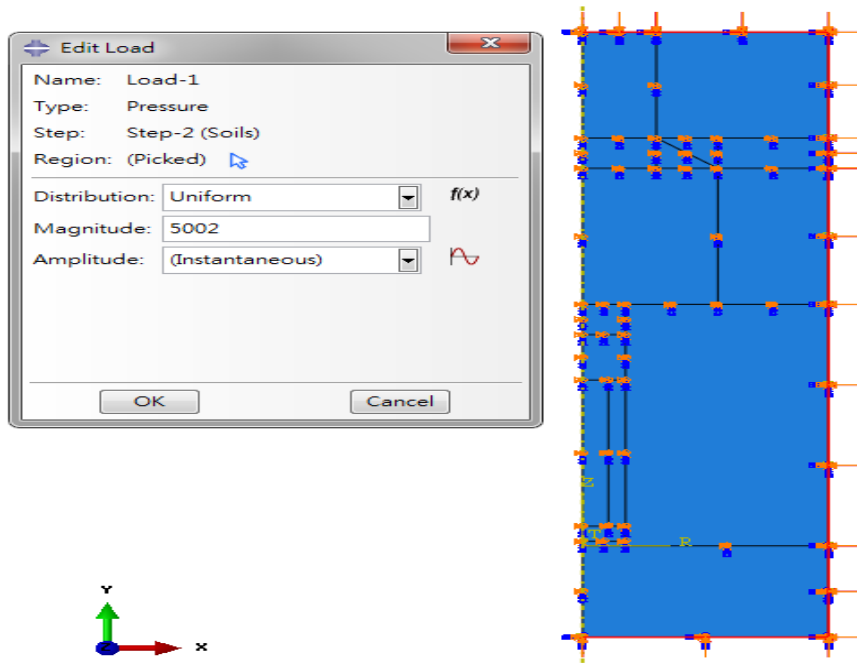 Edit Load
Name: Load-1
Type: Pressure
Step: Step-2 (Soils)
Region: (Picked)
Distribution: Uniform f(x)
Magnitude: 5002
Amplitude: (Instantaneous)
OK Cancel
Z
T R
Y
Z X